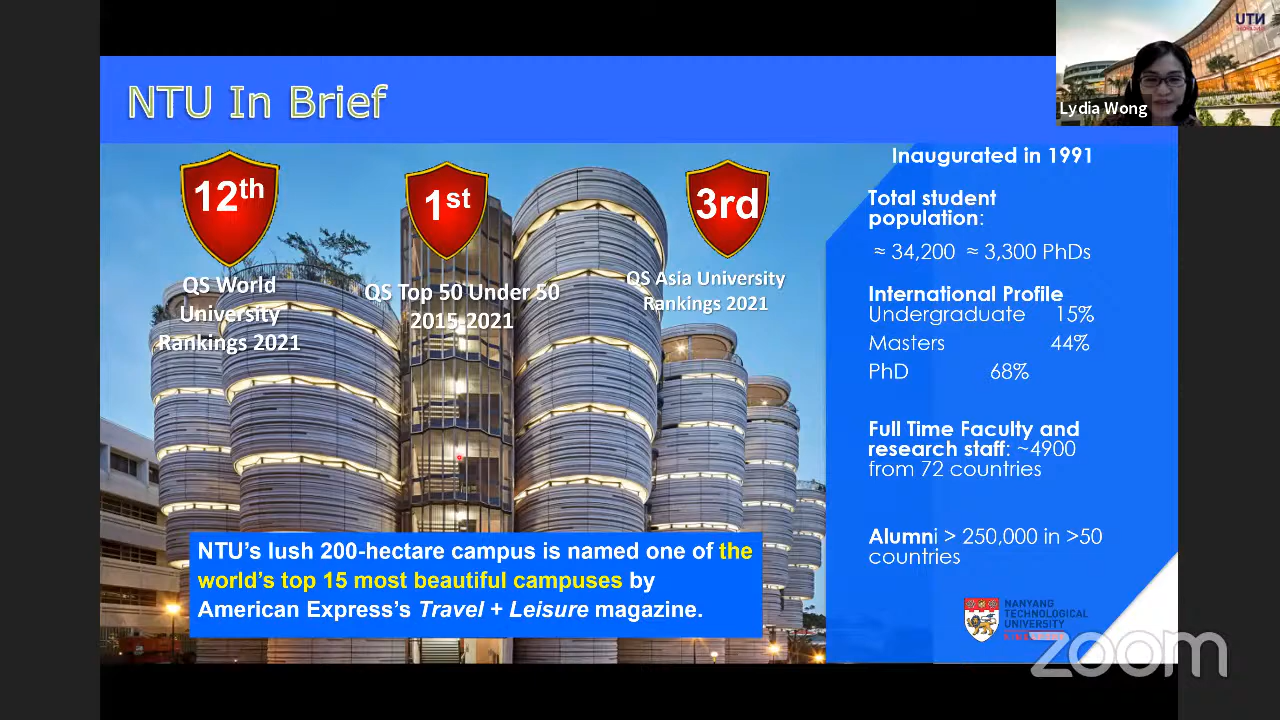 NTU In Brief
UTN
Lydia Wong
12th
1st
3rd
QS World
University
Rankings 2021
QS Top 50 Under 50
2015-2021
QS Asia University
Rankings 2021
Inaugurated in 1991
Total student
population:
≈ 34,200 ≈ 3,300 PhDs
International Profile
Undergraduate 15%
Masters 44%
PhD 68%
Full Time Faculty and
research staff: ~4900
from 72 countries
Alumni > 250,000 in >50
countries
NTU's lush 200-hectare campus is named one of the
world's top 15 most beautiful campuses by
American Express's Travel + Leisure magazine.
NANYANG
TECHNOLOGICAL
UNIVERSITY
zoom